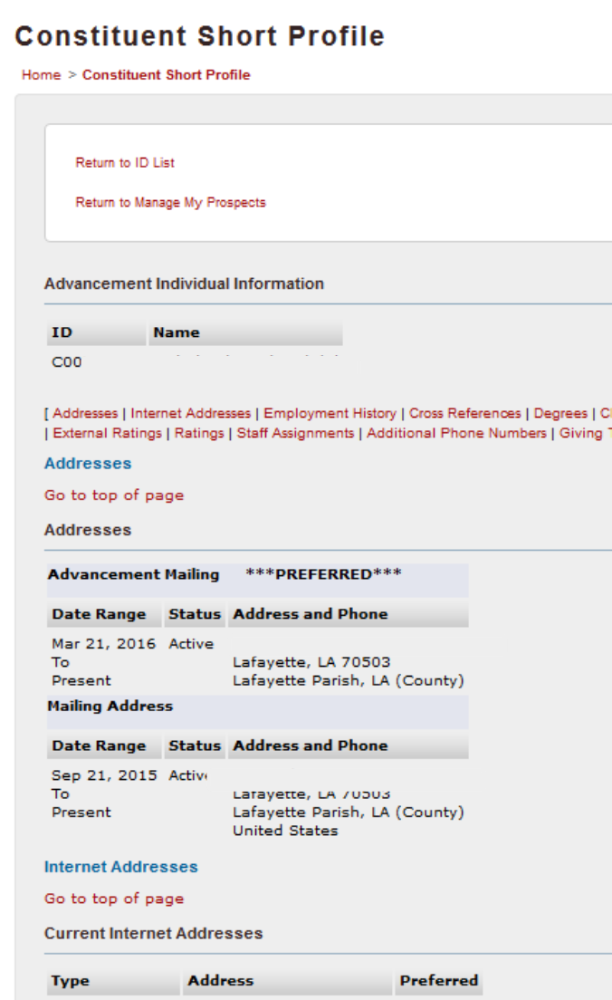 Constituent Short Profile
Home > Constituent Short Profile
Return to ID List
Return to Manage My Prospects
Advancement Individual Information
ID Name
C00
[ Addresses | Internet Addresses | Employment History | Cross References | Degrees |
| External Ratings | Ratings | Staff Assignments | Additional Phone Numbers | Giving
Addresses
Go to top of page
Addresses
Advancement Mailing ***PREFERRED***
Date Range Status Address and Phone
Mar 21, 2016 Active
To Lafayette, LA 70503
Present Lafayette Parish, LA (County)
Mailing Address
Date Range Status Address and Phone
Sep 21, 2015 Activ
To Lafayette, LA 70503
Present Lafayette Parish, LA (County)
United States
Internet Addresses
Go to top of page
Current Internet Addresses
Type Address Preferred